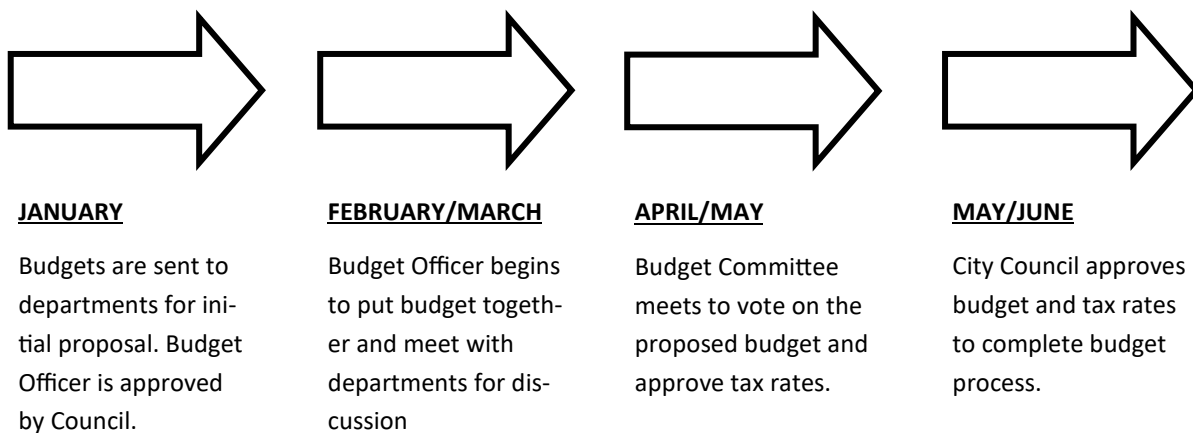 JANUARY
Budgets are sent to
departments for ini-
tial proposal. Budget
Officer is approved
by Council.
FEBRUARY/MARCH
Budget Officer begins
to put budget togeth-
er and meet with
departments for dis-
cussion
APRIL/MAY
Budget Committee
meets to vote on the
proposed budget and
approve tax rates.
MAY/JUNE
City Council approves
budget and tax rates
to complete budget
process.